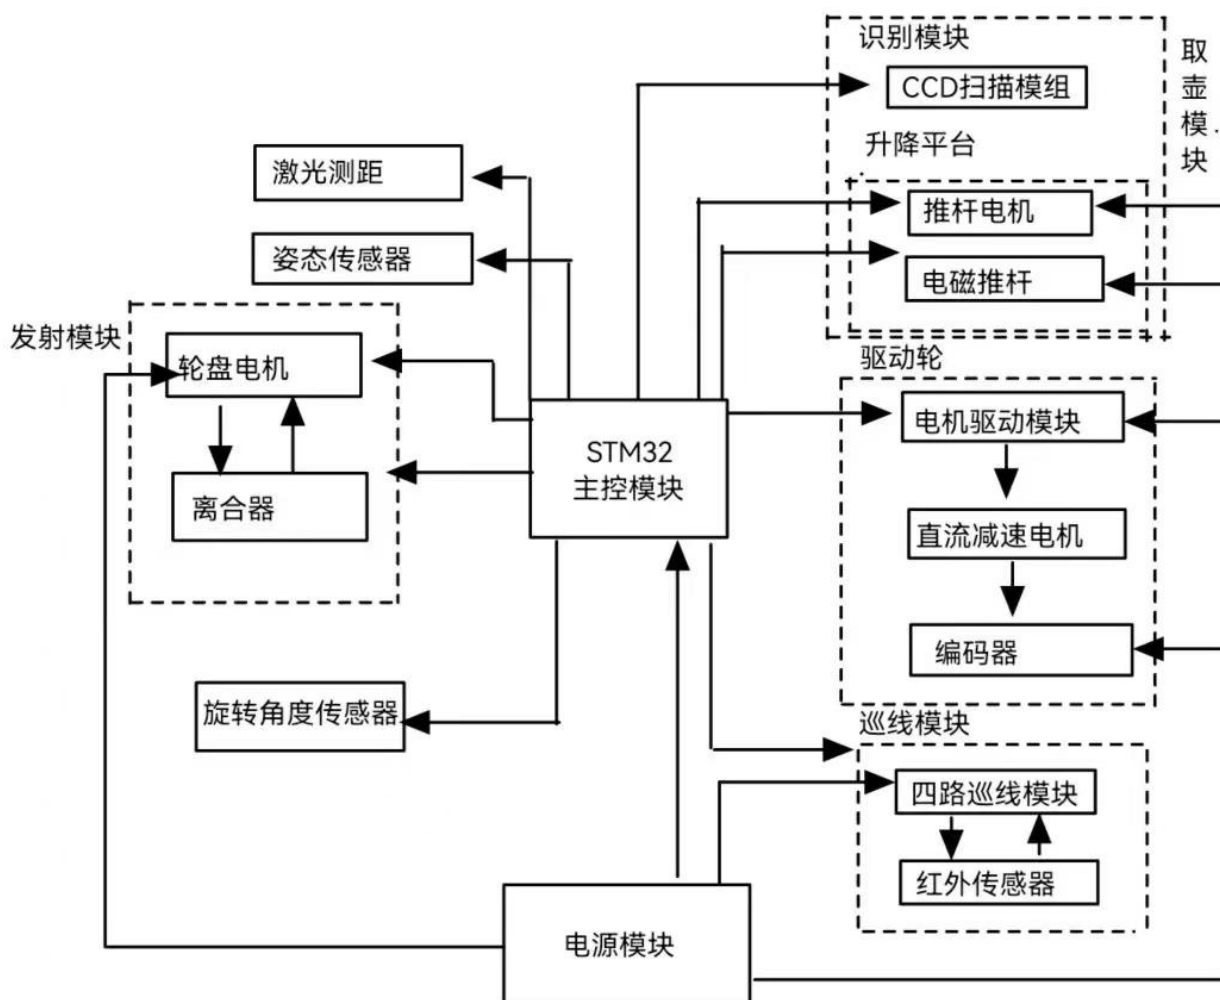 识别模块
CCD扫描模组
取
壶
模
块
升降平台
推杆电机
电磁推杆
激光测距
姿态传感器
发射模块
轮盘电机
离合器
STM32
主控模块
驱动轮
电机驱动模块
直流减速电机
编码器
旋转角度传感器
巡线模块
四路巡线模块
红外传感器
电源模块